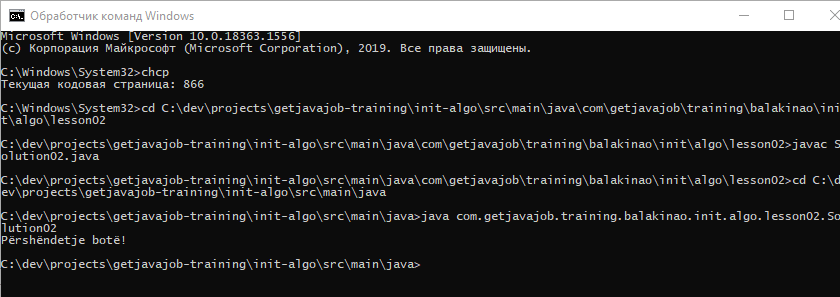 Обработчик команд Windows
Microsoft Windows [Version 10.0.18363.1556]
(c) Корпорация Майкрософт (Microsoft Corporation), 2019. Все права защищены.
C:\Windows\System32>chcp
Текущая кодовая страница: 866
C:\Windows\System32>cd C:\dev\projects\getjavajob-training\init-algo\src\main\java\com\getjavajob\training\balakinao\ini
t\algo\lesson02
C:\dev\projects\getjavajob-training\init-algo\src\main\java\com\getjavajob\training\balakinao\init\algo\lesson02>javac S
olution02.java
C:\dev\projects\getjavajob-training\init-algo\src\main\java\com\getjavajob\training\balakinao\init\algo\lesson02>cd C:\d
ev\projects\getjavajob-training\init-algo\src\main\java
C:\dev\projects\getjavajob-training\init-algo\src\main\java>java com.getjavajob.training.balakinao.init.algo.lesson02.So
lution02
Përshëndetje botë!
C:\dev\projects\getjavajob-training\init-algo\src\main\java>